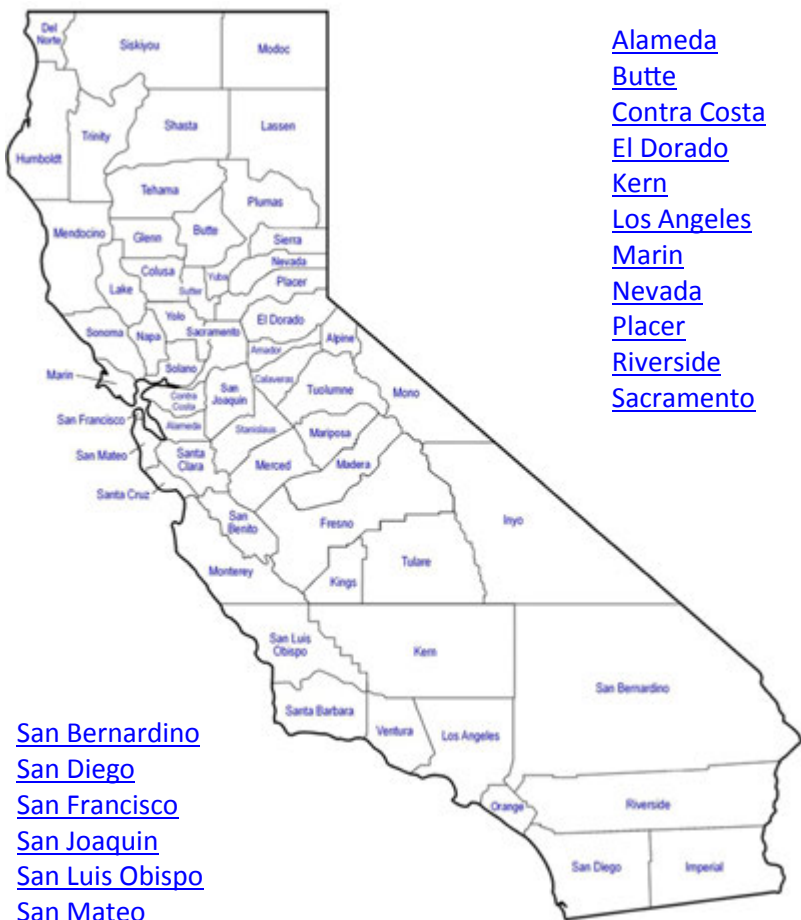 Del
Norte
Siskiyou
Modoc
Humboldt
Trinity
Shasta
Lassen
Tehama
Plumas
Mendocino
Glenn
Butte
Sierra
Nevada
Placer
Colusa
Sutter
Yuba
Lake
Yolo
El Dorado
Sonoma
Napa
Sacramento
Alpine
Amador
Solano
Marin
Calaveras
Contra
Costa
San
Joaquin
Tuolumne
Mono
San Francisco
Alameda
Stanislaus
Mariposa
San Mateo
Santa
Clara
Merced
Madera
Santa Cruz
San
Benito
Fresno
Inyo
Monterey
Kings
Tulare
San Luis
Obispo
Kern
San Bernardino
Santa Barbara
Ventura
Los Angeles
Orange
Riverside
San Diego
Imperial
Alameda
Butte
Contra Costa
El Dorado
Kern
Los Angeles
Marin
Nevada
Placer
Riverside
Sacramento
San Bernardino
San Diego
San Francisco
San Joaquin
San Luis Obispo
San Mateo